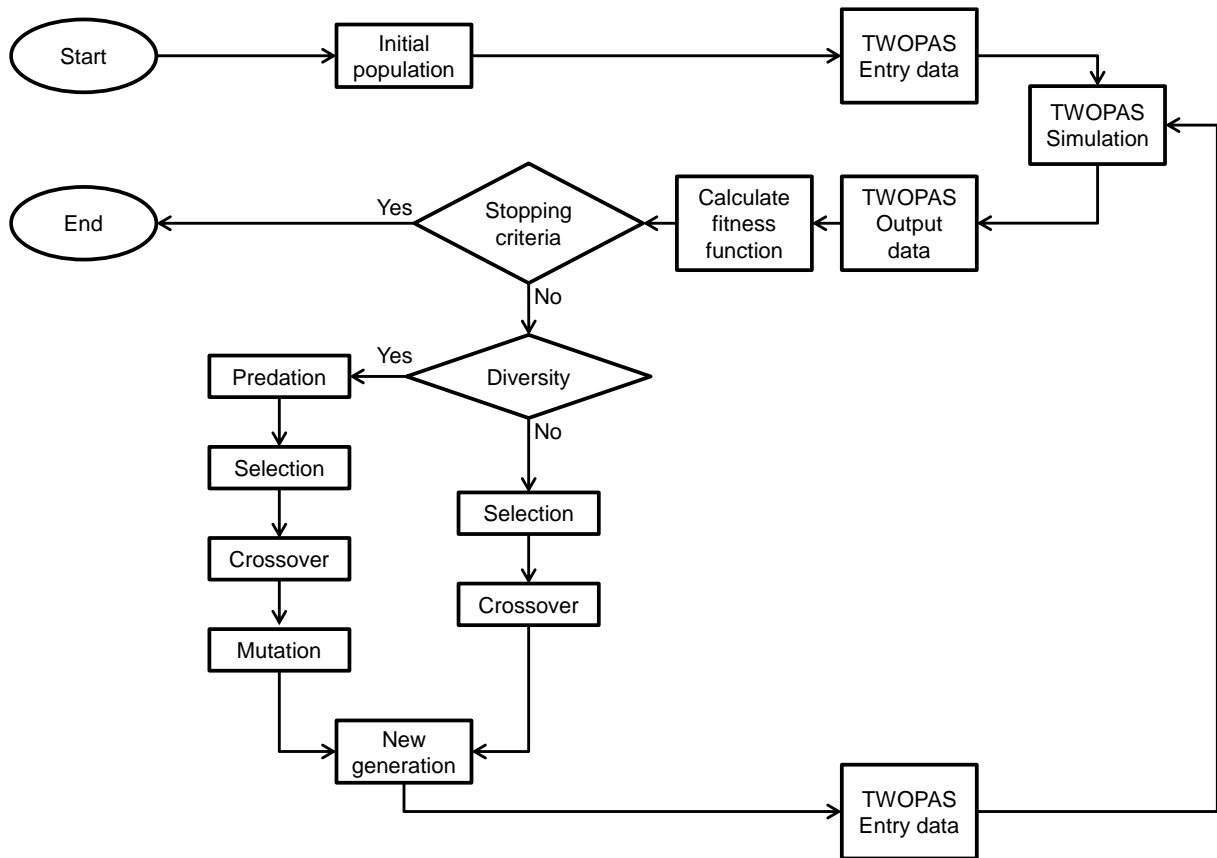 Start
Initial
population
TWOPAS
Entry data
TWOPAS
Simulation
End
Yes
Stopping
criteria
Calculate
fitness
function
TWOPAS
Output
data
No
Yes
Predation
Diversity
No
Selection
Selection
Crossover
Crossover
Mutation
New
generation
TWOPAS
Entry data